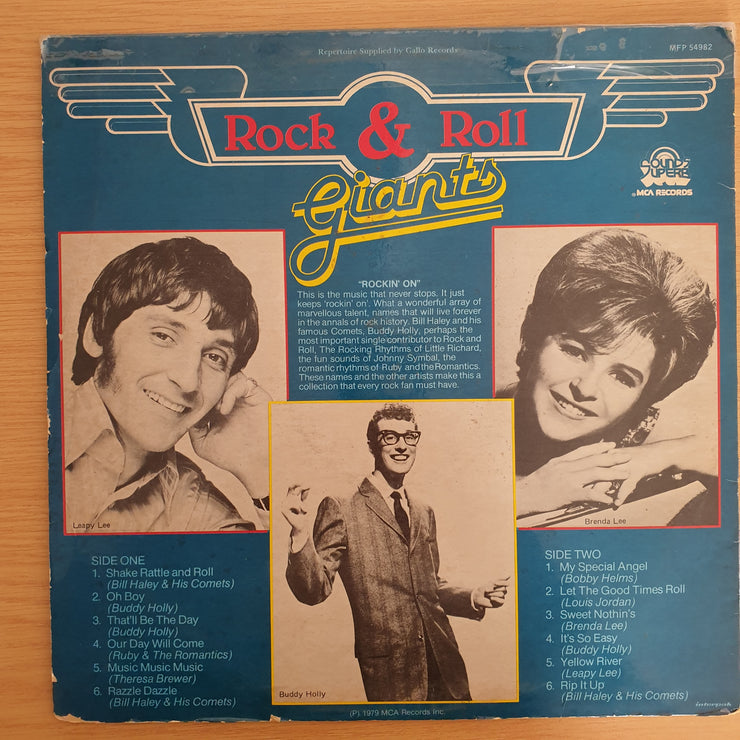 Repertoire Supplied by Gallo Records
MFP 54982
Rock & Roll
Giants
SOUNDS
SUPERB
MCA RECORDS
"ROCKIN' ON"
This is the music that never stops. It just
keeps 'rockin' on'. What a wonderful array of
marvellous talent, names that will live forever
in the annals of rock history. Bill Haley and his
famous Comets, Buddy Holly, perhaps the
most important single contributor to Rock and
Roll, The Rocking Rhythms of Little Richard,
the fun sounds of Johnny Symbal, the
romantic rhythms of Ruby and the Romantics.
These names and the other artists make this a
collection that every rock fan must have.
Leapy Lee
Brenda Lee
Buddy Holly
SIDE ONE
1. Shake Rattle and Roll
(Bill Haley & His Comets)
2. Oh Boy
(Buddy Holly)
3. That'll Be The Day
(Buddy Holly)
4. Our Day Will Come
(Ruby & The Romantics)
5. Music Music Music
(Theresa Brewer)
6. Razzle Dazzle
(Bill Haley & His Comets)
SIDE TWO
1. My Special Angel
(Bobby Helms)
2. Let The Good Times Roll
(Louis Jordan)
3. Sweet Nothin's
(Brenda Lee)
4. It's So Easy
(Buddy Holly)
5. Yellow River
(Leapy Lee)
6. Rip It Up
(Bill Haley & His Comets)
(P) 1979 MCA Records Inc.